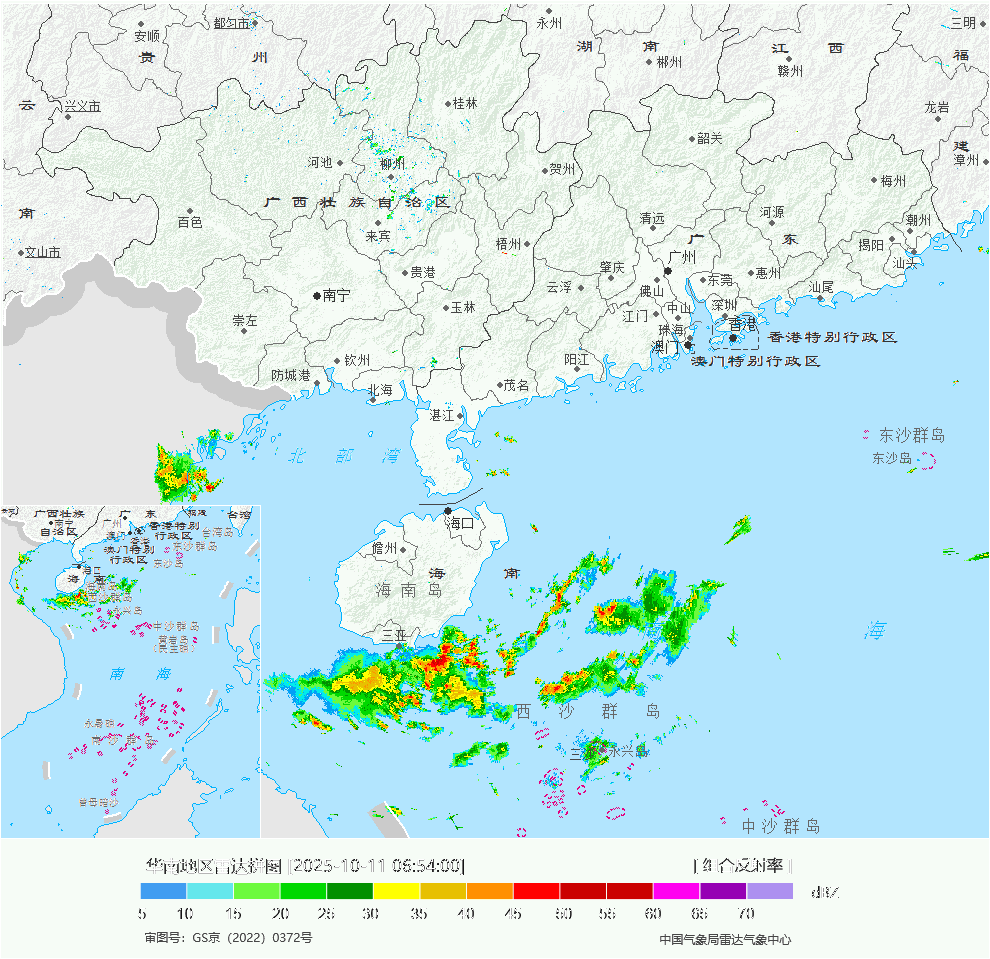 永州
三明
都匀市
安顺
湖 南
江 西
贵 州
郴州
福
赣州
云
兴义市
桂林
龙岩
韶关
建
河池
柳州
贺州
漳州
梅州
广 西 壮 族 自 治 区
南
百色
清远
河源
潮州
来宾
梧州
广 东
揭阳
文山市
广州
汕头
贵港
肇庆
惠州
东莞
云浮
佛山
汕尾
南宁
玉林
中山
深圳
崇左
江门
珠海
香港
香港特别行政区
澳门
澳门特别行政区
钦州
阳江
防城港
茂名
北海
湛江
东沙群岛
北 部 湾
东沙岛
海口
儋州
海 南
海南岛
三亚
海
西 沙 群 岛
永兴岛
中沙群岛
广西壮族
自治区
南宁
广 东
广州
福建
台湾
香港特别
行政区
澳门特别
行政区
台湾岛
东沙群岛
东沙岛
海口
海 南
永兴岛
中沙群岛
黄岩岛
南 海
永暑礁
南 沙 群 岛
曾母暗沙
华南地区雷达拼图 [2025-10-11 06:54:00]
[组合反射率]
5 10 15 20 25 30 35 40 45 50 55 60 65 70 dBZ
审图号：GS京（2022）0372号
中国气象局雷达气象中心